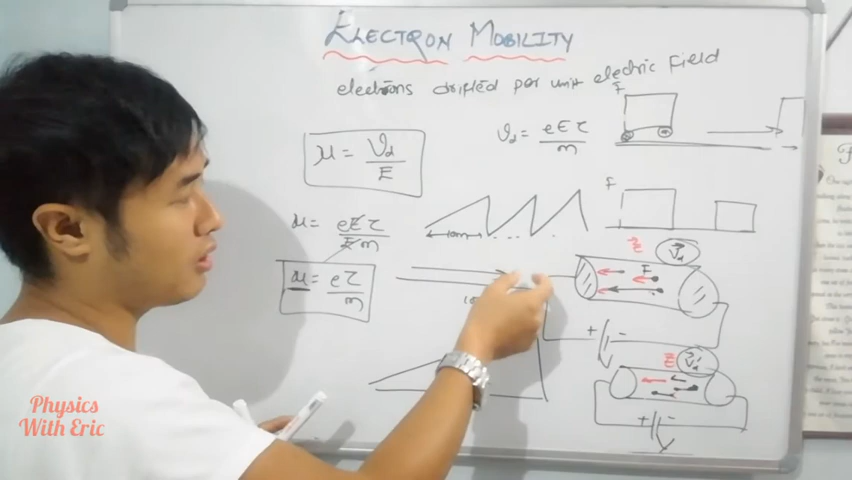 ELECTRON MOBILITY
electrons drifted per unit electric field
F
μ = Vd / E
Vd = eEτ / m
F
μ = eEτ / Em
10m
E
Vd
F
μ = eτ / m
+ -
E
Vd
+ -
Physics
With Eric